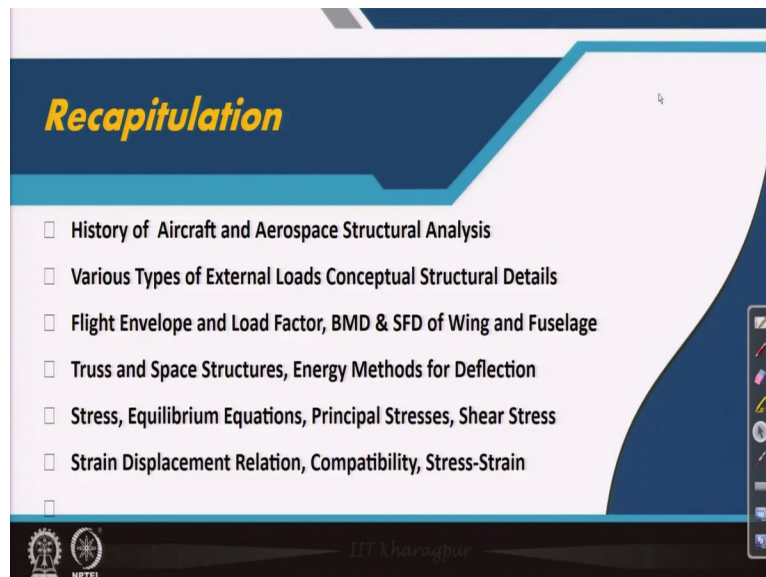 Recapitulation
History of Aircraft and Aerospace Structural Analysis
Various Types of External Loads Conceptual Structural Details
Flight Envelope and Load Factor, BMD & SFD of Wing and Fuselage
Truss and Space Structures, Energy Methods for Deflection
Stress, Equilibrium Equations, Principal Stresses, Shear Stress
Strain Displacement Relation, Compatibility, Stress-Strain
IIT Kharagpur
NPTEL